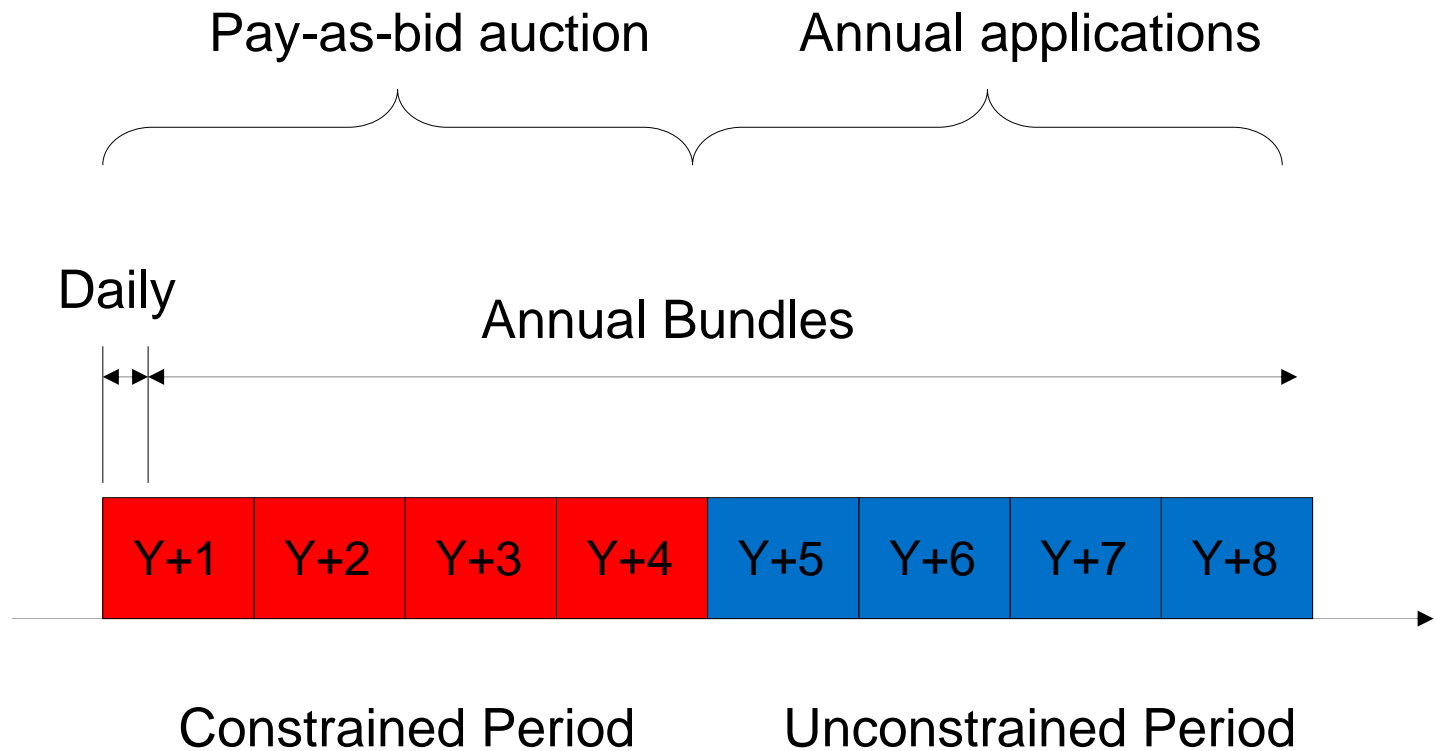 Pay-as-bid auction
Annual applications
Daily
Annual Bundles
Y+1
Y+2
Y+3
Y+4
Y+5
Y+6
Y+7
Y+8
Constrained Period
Unconstrained Period